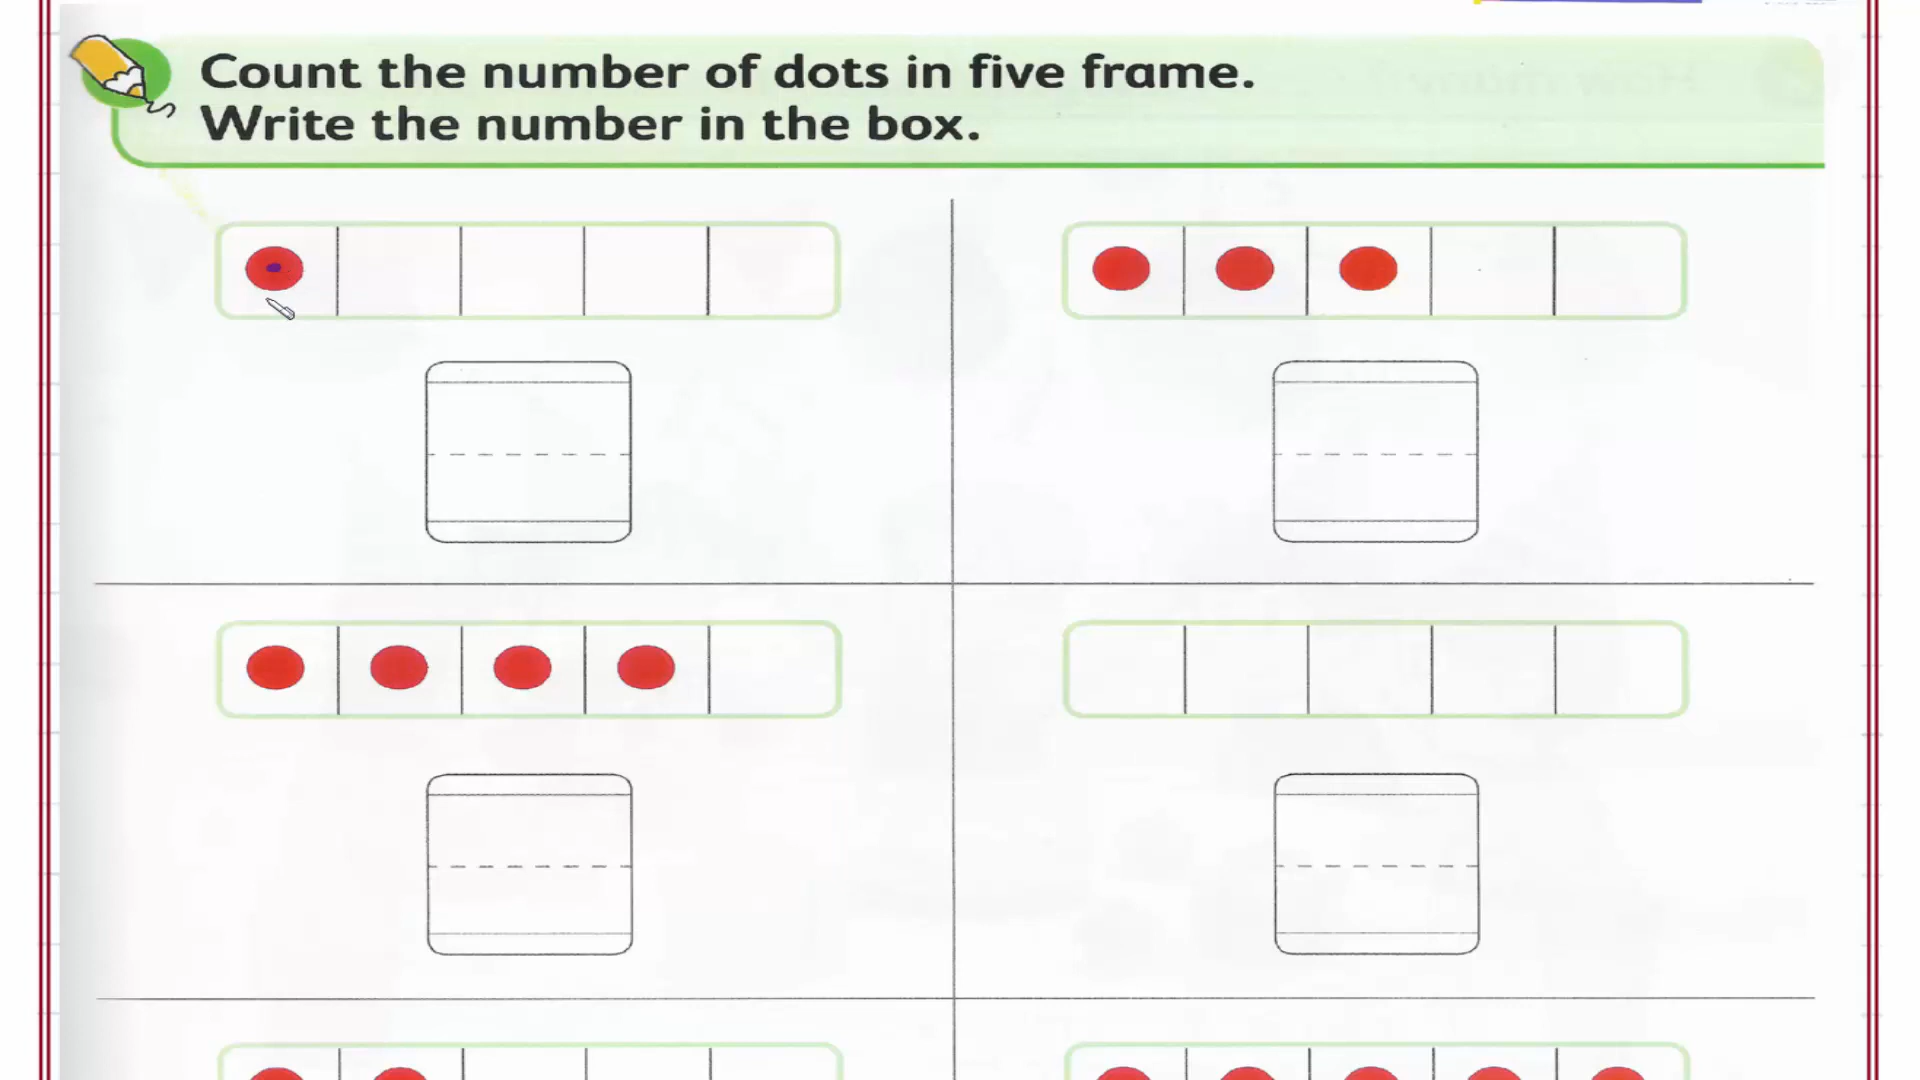 Count the number of dots in five frame.
Write the number in the box.